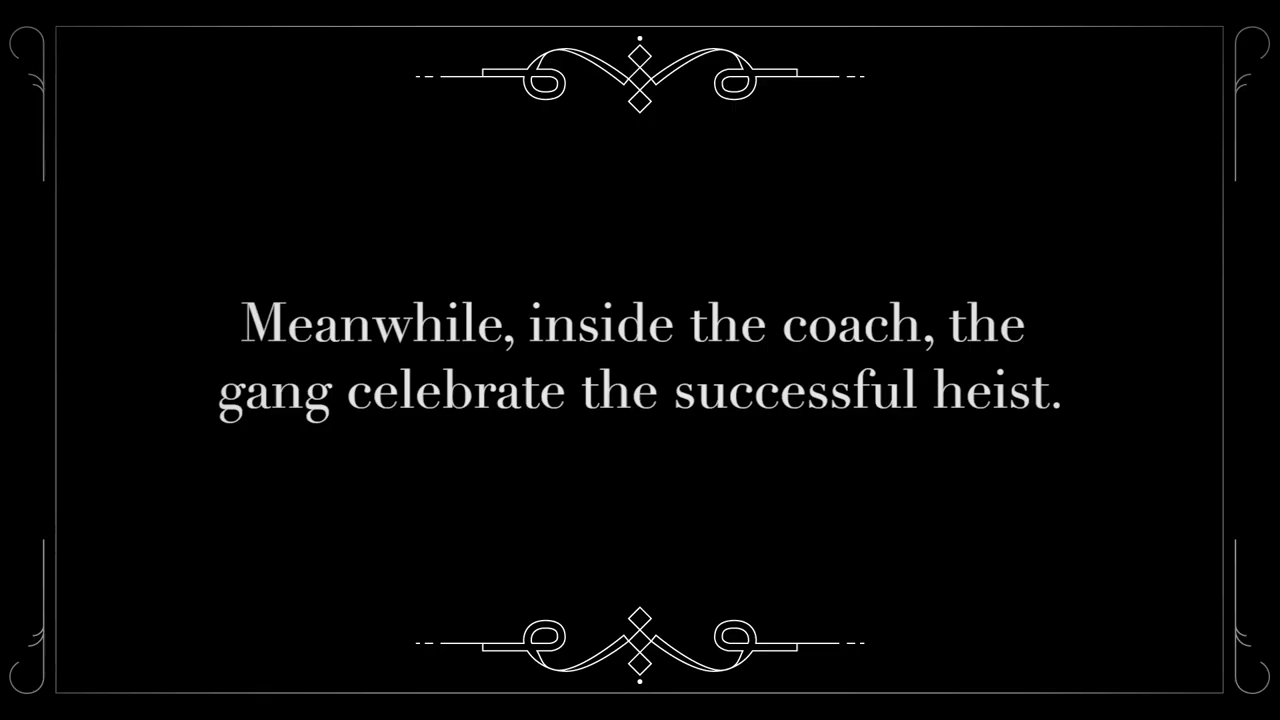 Meanwhile, inside the coach, the
gang celebrate the successful heist.